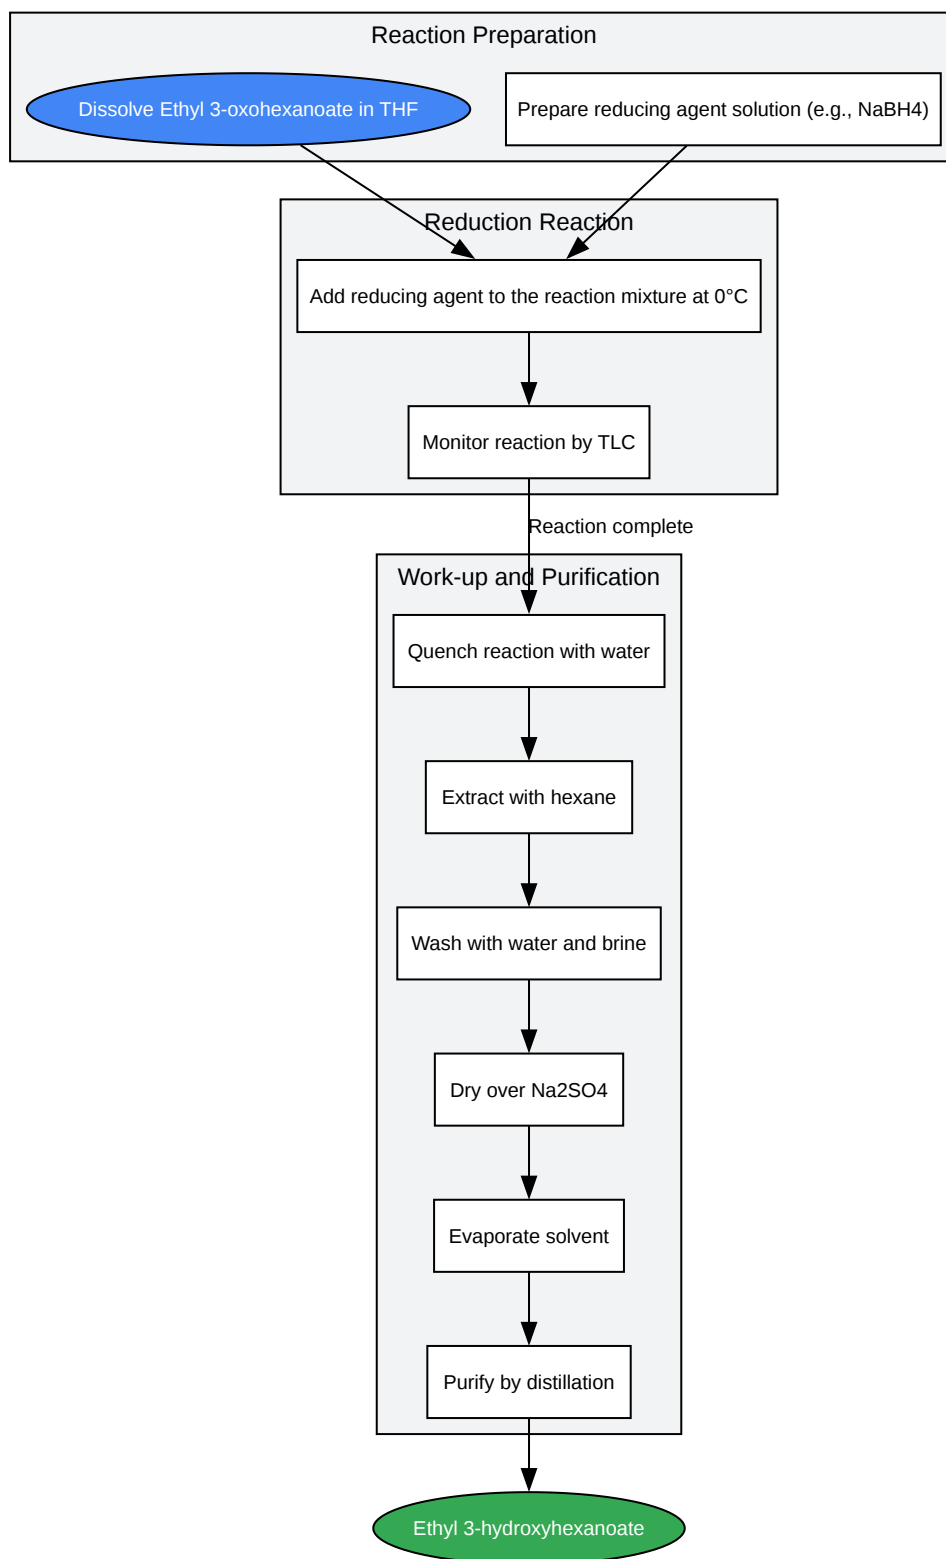 Reaction Preparation
Dissolve Ethyl 3-oxohexanoate in THF
Prepare reducing agent solution (e.g., NaBH4)
Reduction Reaction
Add reducing agent to the reaction mixture at 0°C
Monitor reaction by TLC
Reaction complete
Work-up and Purification
Quench reaction with water
Extract with hexane
Wash with water and brine
Dry over Na2SO4
Evaporate solvent
Purify by distillation
Ethyl 3-hydroxyhexanoate